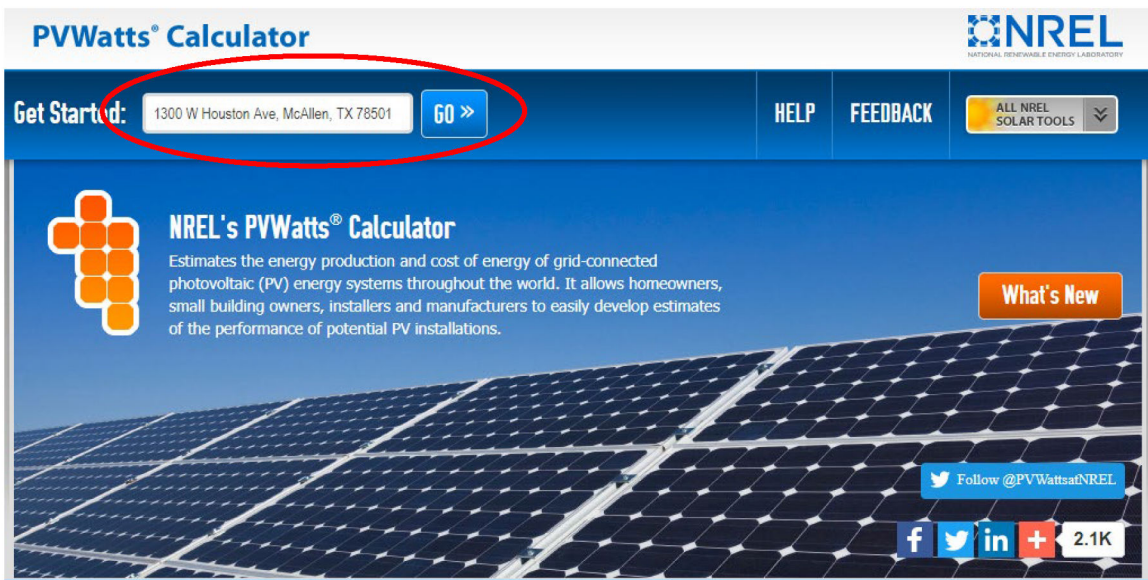 PVWatts® Calculator
NREL
NATIONAL RENEWABLE ENERGY LABORATORY
Get Started:
1300 W Houston Ave, McAllen, TX 78501
GO »
HELP
FEEDBACK
ALL NREL
SOLAR TOOLS
NREL's PVWatts® Calculator
Estimates the energy production and cost of energy of grid-connected
photovoltaic (PV) energy systems throughout the world. It allows homeowners,
small building owners, installers and manufacturers to easily develop estimates
of the performance of potential PV installations.
What's New
Follow @PVWattsatNREL
f in + 2.1K